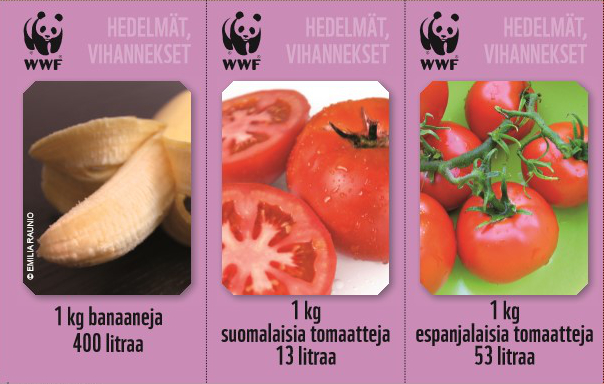 WWF
HEDELMÄT,
VIHANNEKSET
© EMILIA RAUNIO
1 kg banaaneja
400 litraa
WWF
HEDELMÄT,
VIHANNEKSET
1 kg
suomalaisia tomaatteja
13 litraa
WWF
HEDELMÄT,
VIHANNEKSET
1 kg
espanjalaisia tomaatteja
53 litraa